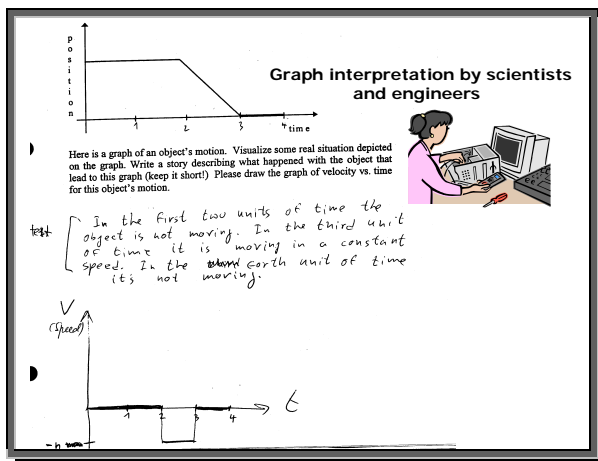 position
Graph interpretation by scientists
and engineers
1 2 3 4 time
Here is a graph of an object's motion. Visualize some real situation depicted
on the graph. Write a story describing what happened with the object that
lead to this graph (keep it short!) Please draw the graph of velocity vs. time
for this object's motion.
In the first two units of time the
object is not moving. In the third unit
of time it is moving in a constant
speed. In the forth unit of time
it's not moving.
V
(speed)
1 2 3 4 t